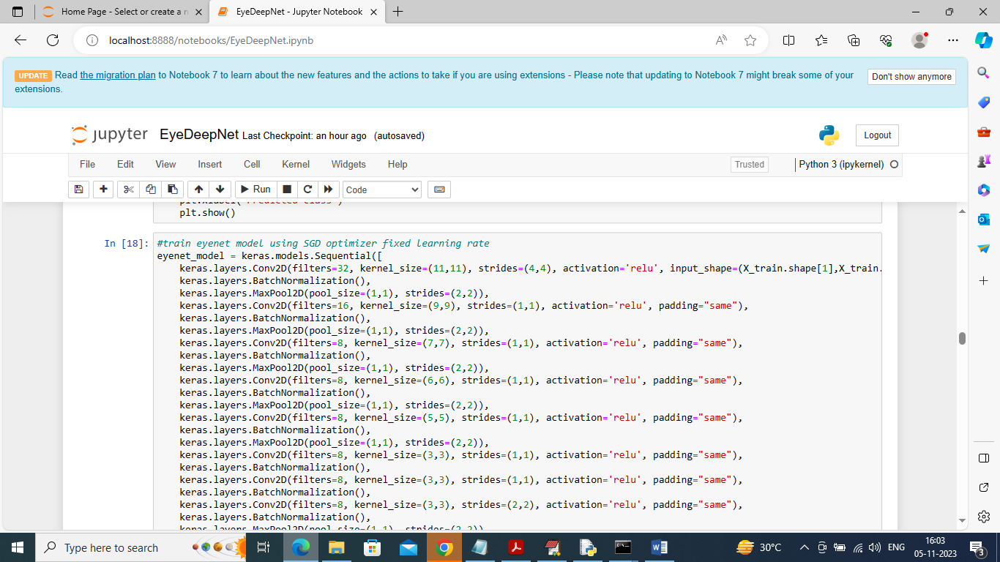 Home Page - Select or create a n
EyeDeepNet - Jupyter Notebook
localhost:8888/notebooks/EyeDeepNet.ipynb
UPDATE Read the migration plan to Notebook 7 to learn about the new features and the actions to take if you are using extensions - Please note that updating to Notebook 7 might break some of your
extensions.
Don't show anymore
jupyter EyeDeepNet Last Checkpoint: an hour ago (autosaved)
Logout
File Edit View Insert Cell Kernel Widgets Help
Trusted
Python 3 (ipykernel)
Run
Code
plt.xlabel('Predicted class')
plt.show()
In [18]:
#train eyenet model using SGD optimizer fixed learning rate
eyenet_model = keras.models.Sequential([
keras.layers.Conv2D(filters=32, kernel_size=(11,11), strides=(4,4), activation='relu', input_shape=(X_train.shape[1],X_train.
keras.layers.BatchNormalization(),
keras.layers.MaxPool2D(pool_size=(1,1), strides=(2,2)),
keras.layers.Conv2D(filters=16, kernel_size=(9,9), strides=(1,1), activation='relu', padding="same"),
keras.layers.BatchNormalization(),
keras.layers.MaxPool2D(pool_size=(1,1), strides=(2,2)),
keras.layers.Conv2D(filters=8, kernel_size=(7,7), strides=(1,1), activation='relu', padding="same"),
keras.layers.BatchNormalization(),
keras.layers.MaxPool2D(pool_size=(1,1), strides=(2,2)),
keras.layers.Conv2D(filters=8, kernel_size=(6,6), strides=(1,1), activation='relu', padding="same"),
keras.layers.BatchNormalization(),
keras.layers.MaxPool2D(pool_size=(1,1), strides=(2,2)),
keras.layers.Conv2D(filters=8, kernel_size=(5,5), strides=(1,1), activation='relu', padding="same"),
keras.layers.BatchNormalization(),
keras.layers.MaxPool2D(pool_size=(1,1), strides=(2,2)),
keras.layers.Conv2D(filters=8, kernel_size=(3,3), strides=(1,1), activation='relu', padding="same"),
keras.layers.BatchNormalization(),
keras.layers.Conv2D(filters=8, kernel_size=(3,3), strides=(1,1), activation='relu', padding="same"),
keras.layers.BatchNormalization(),
keras.layers.Conv2D(filters=8, kernel_size=(3,3), strides=(2,2), activation='relu', padding="same"),
keras.layers.BatchNormalization(),
keras.layers.MaxPool2D(pool_size=(1,1), strides=(2,2)),
Type here to search
30°C
ENG
16:03
05-11-2023
3